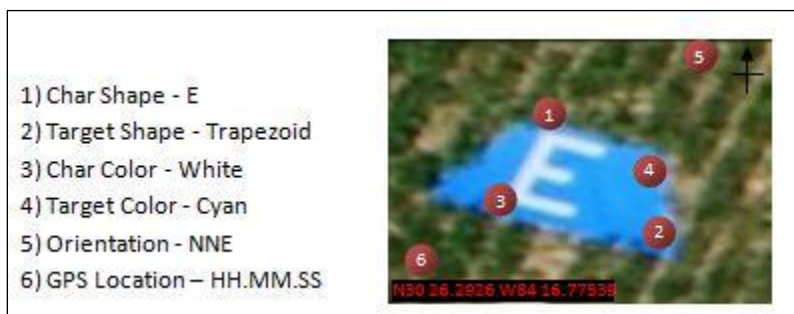 1) Char Shape - E
2) Target Shape - Trapezoid
3) Char Color - White
4) Target Color - Cyan
5) Orientation - NNE
6) GPS Location – HH.MM.SS
5
1
E
4
3
2
6
N30 26.2926 W84 16.77539